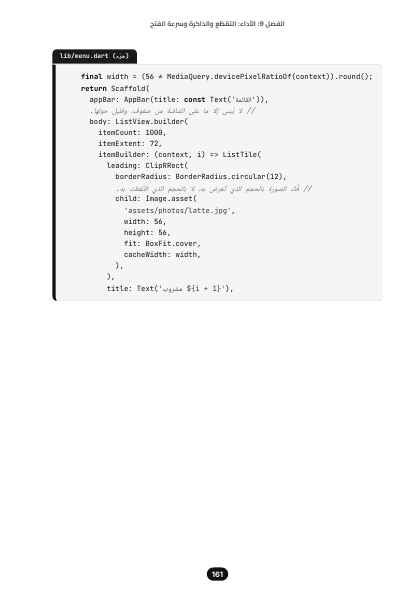 الفصل 9: الأداء: التقطّع والذاكرة وسرعة الفتح
lib/menu.dart (جزء)
final width = (56 * MediaQuery.devicePixelRatioOf(context)).round();
return Scaffold(
appBar: AppBar(title: const Text('القائمة')),
// لا يُبنى إلا ما على الشاشة من صفوف، وقليل حولها.
body: ListView.builder(
itemCount: 1000,
itemExtent: 72,
itemBuilder: (context, i) => ListTile(
leading: ClipRRect(
borderRadius: BorderRadius.circular(12),
// فُكّ الصورة بالحجم الذي تُعرض به، لا بالحجم الذي التُقطت به.
child: Image.asset(
'assets/photos/latte.jpg',
width: 56,
height: 56,
fit: BoxFit.cover,
cacheWidth: width,
),
),
title: Text('مشروب ${i + 1}'),
161